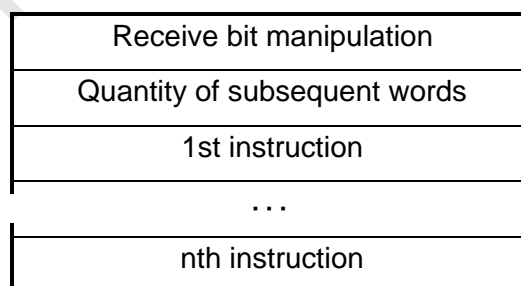 Receive bit manipulation
Quantity of subsequent words
1st instruction
...
nth instruction